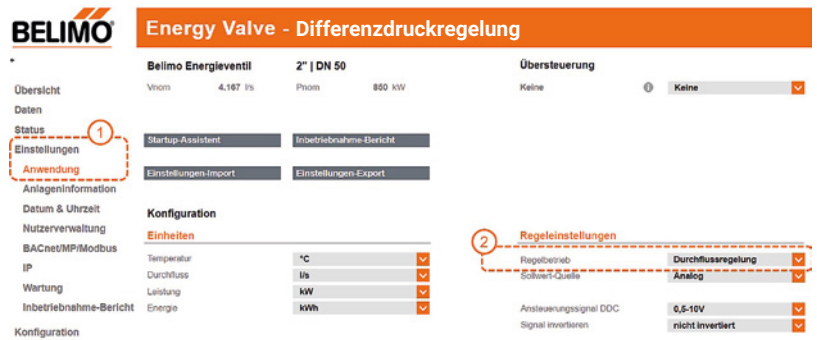 BELIMO
Energy Valve - Differenzdruckregelung
Übersicht
Daten
Status
1
Einstellungen
Anwendung
Anlageninformation
Datum & Uhrzeit
Nutzerverwaltung
BACnet/MP/Modbus
IP
Wartung
Inbetriebnahme-Bericht
Konfiguration
Belimo Energieventil 2" | DN 50
Vnom 4.167 l/s Pnom 850 kW
Startup-Assistent Inbetriebnahme-Bericht
Einstellungen-Import Einstellungen-Export
Konfiguration
Einheiten
Temperatur °C
Durchfluss l/s
Leistung kW
Energie kWh
Übersteuerung
Keine Keine
2
Regeleinstellungen
Regelbetrieb Durchflussregelung
Sollwert-Quelle Analog
Ansteuerungssignal DDC 0,5-10V
Signal invertieren nicht invertiert